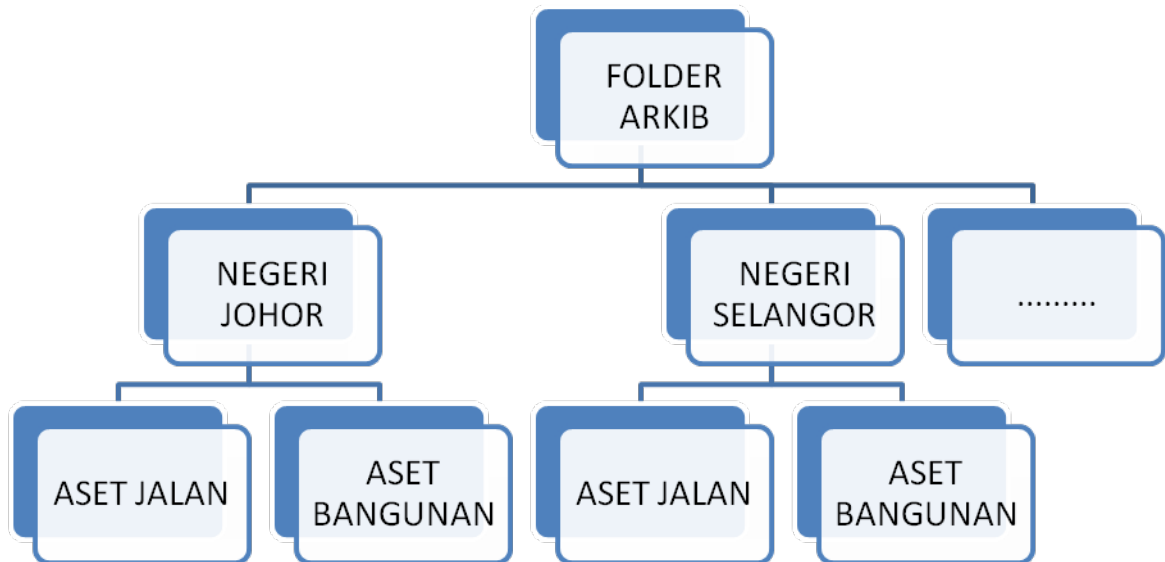 FOLDER
ARKIB
NEGERI
JOHOR
NEGERI
SELANGOR
.........
ASET JALAN
ASET
BANGUNAN
ASET JALAN
ASET
BANGUNAN